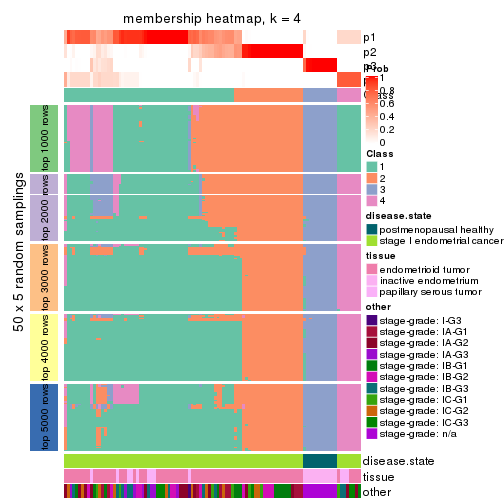 membership heatmap, k = 4
p1
p2
p3
Prob
1
0.8
0.6
0.4
0.2
0
Class
1
2
3
4
disease.state
postmenopausal healthy
stage I endometrial cancer
tissue
endometrioid tumor
inactive endometrium
papillary serous tumor
other
stage-grade: I-G3
stage-grade: IA-G1
stage-grade: IA-G2
stage-grade: IA-G3
stage-grade: IB-G1
stage-grade: IB-G2
stage-grade: IB-G3
stage-grade: IC-G1
stage-grade: IC-G2
stage-grade: IC-G3
stage-grade: n/a
50 x 5 random samplings
top 1000 rows
top 2000 rows
top 3000 rows
top 4000 rows
top 5000 rows
disease.state
tissue
other